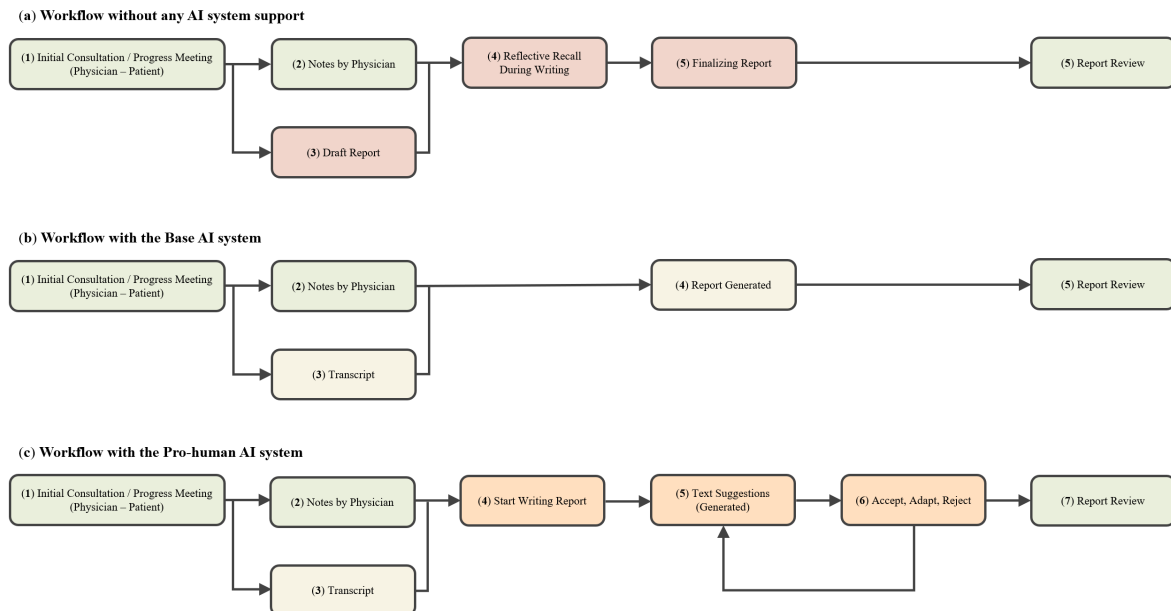 (a) Workflow without any AI system support
(1) Initial Consultation / Progress Meeting
(Physician – Patient)
(2) Notes by Physician
(3) Draft Report
(4) Reflective Recall
During Writing
(5) Finalizing Report
(5) Report Review
(b) Workflow with the Base AI system
(1) Initial Consultation / Progress Meeting
(Physician – Patient)
(2) Notes by Physician
(3) Transcript
(4) Report Generated
(5) Report Review
(c) Workflow with the Pro-human AI system
(1) Initial Consultation / Progress Meeting
(Physician – Patient)
(2) Notes by Physician
(3) Transcript
(4) Start Writing Report
(5) Text Suggestions
(Generated)
(6) Accept, Adapt, Reject
(7) Report Review